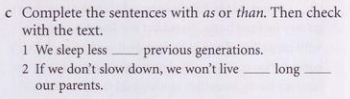 c Complete the sentences with as or than. Then check
with the text.
1 We sleep less ____ previous generations.
2 If we don't slow down, we won't live ____ long ____
our parents.